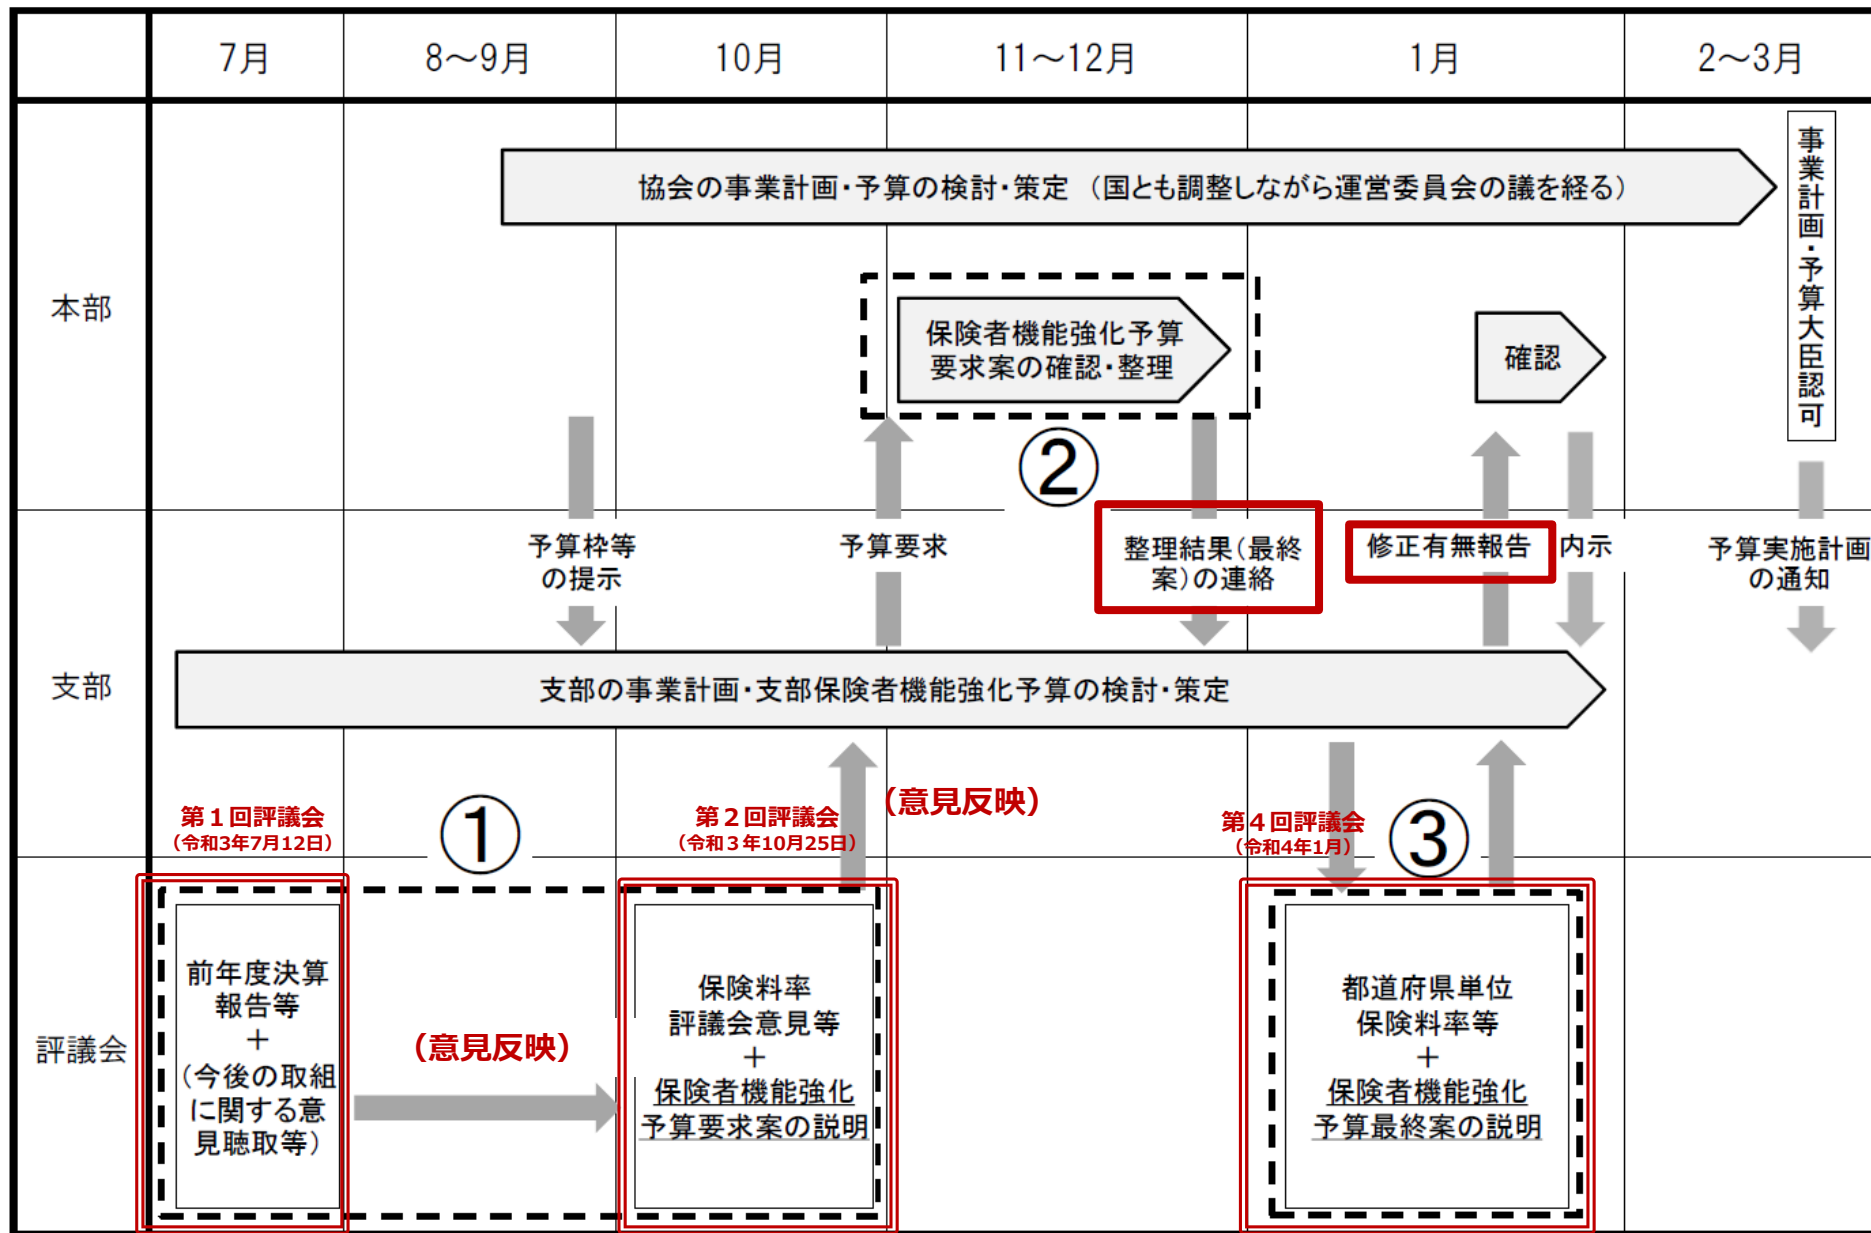 7月
8～9月
10月
11～12月
1月
2～3月
本部
協会の事業計画・予算の検討・策定 （国とも調整しながら運営委員会の議を経る）
事業計画・予算大臣認可
保険者機能強化予算
要求案の確認・整理
確認
②
予算枠等
の提示
予算要求
整理結果（最終
案）の連絡
修正有無報告
内示
予算実施計画
の通知
支部
支部の事業計画・支部保険者機能強化予算の検討・策定
第１回評議会
（令和3年7月12日）
①
第２回評議会
（令和３年10月25日）
（意見反映）
第４回評議会
（令和4年1月）
③
評議会
前年度決算
報告等
＋
（今後の取組
に関する意
見聴取等）
（意見反映）
保険料率
評議会意見等
＋
保険者機能強化
予算要求案の説明
都道府県単位
保険料率等
＋
保険者機能強化
予算最終案の説明